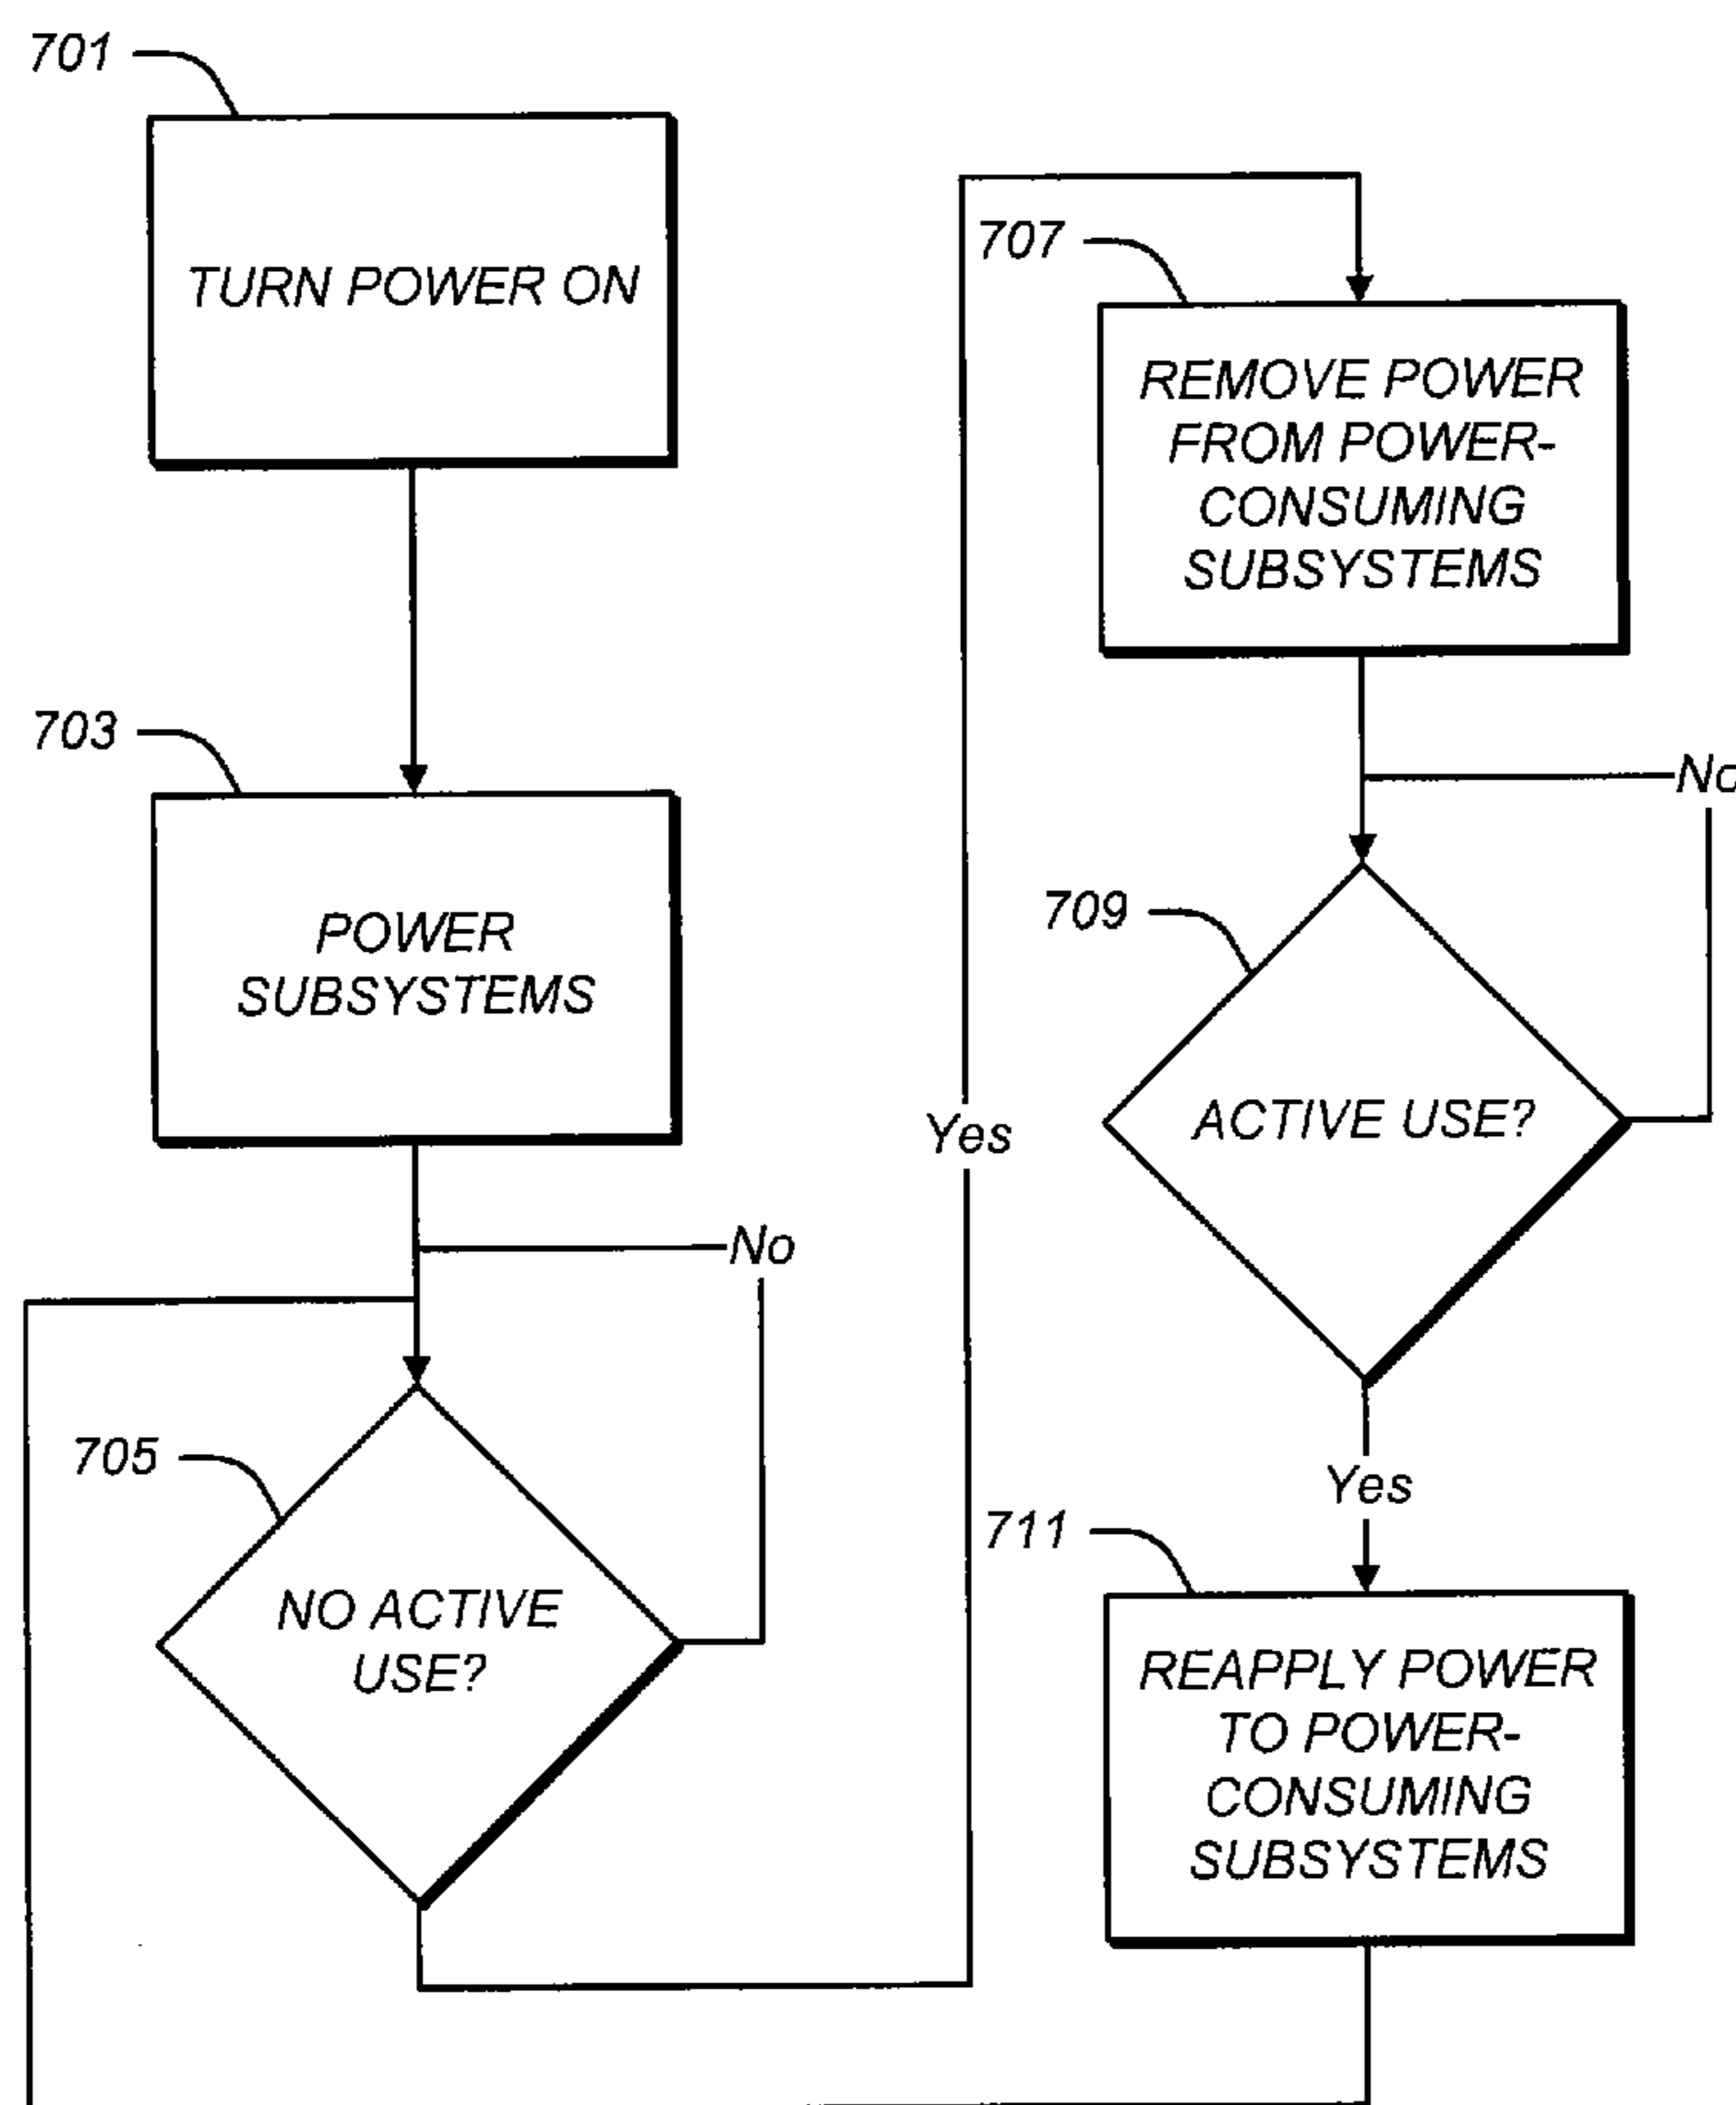 701
TURN POWER ON
703
POWER
SUBSYSTEMS
No
705
NO ACTIVE
USE?
Yes
707
REMOVE POWER
FROM POWER-
CONSUMING
SUBSYSTEMS
No
709
ACTIVE USE?
Yes
711
REAPPLY POWER
TO POWER-
CONSUMING
SUBSYSTEMS